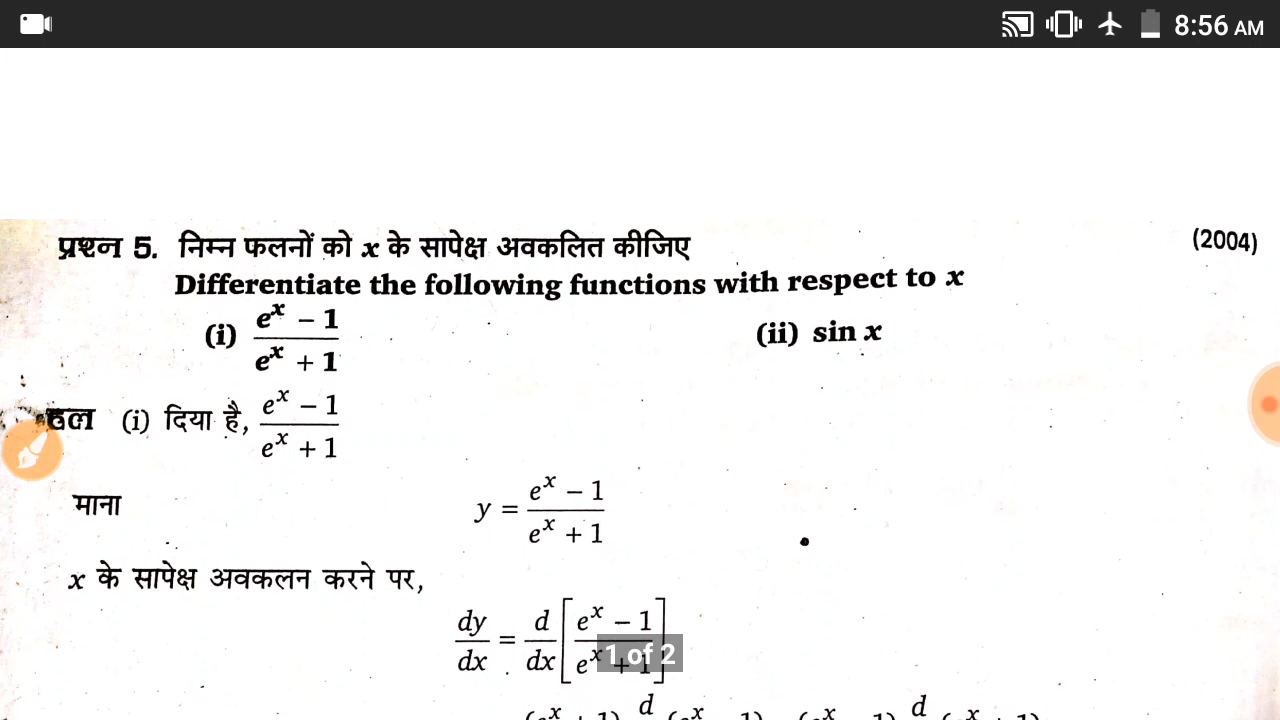 8:56 AM
प्रश्न 5. निम्न फलनों को x के सापेक्ष अवकलित कीजिए (2004)
Differentiate the following functions with respect to x
(i) (e^x − 1)/(e^x + 1) (ii) sin x
हल (i) दिया है, (e^x − 1)/(e^x + 1)
माना y = (e^x − 1)/(e^x + 1)
x के सापेक्ष अवकलन करने पर,
dy/dx = d/dx [(e^x − 1)/(e^x + 1)]
1 of 2